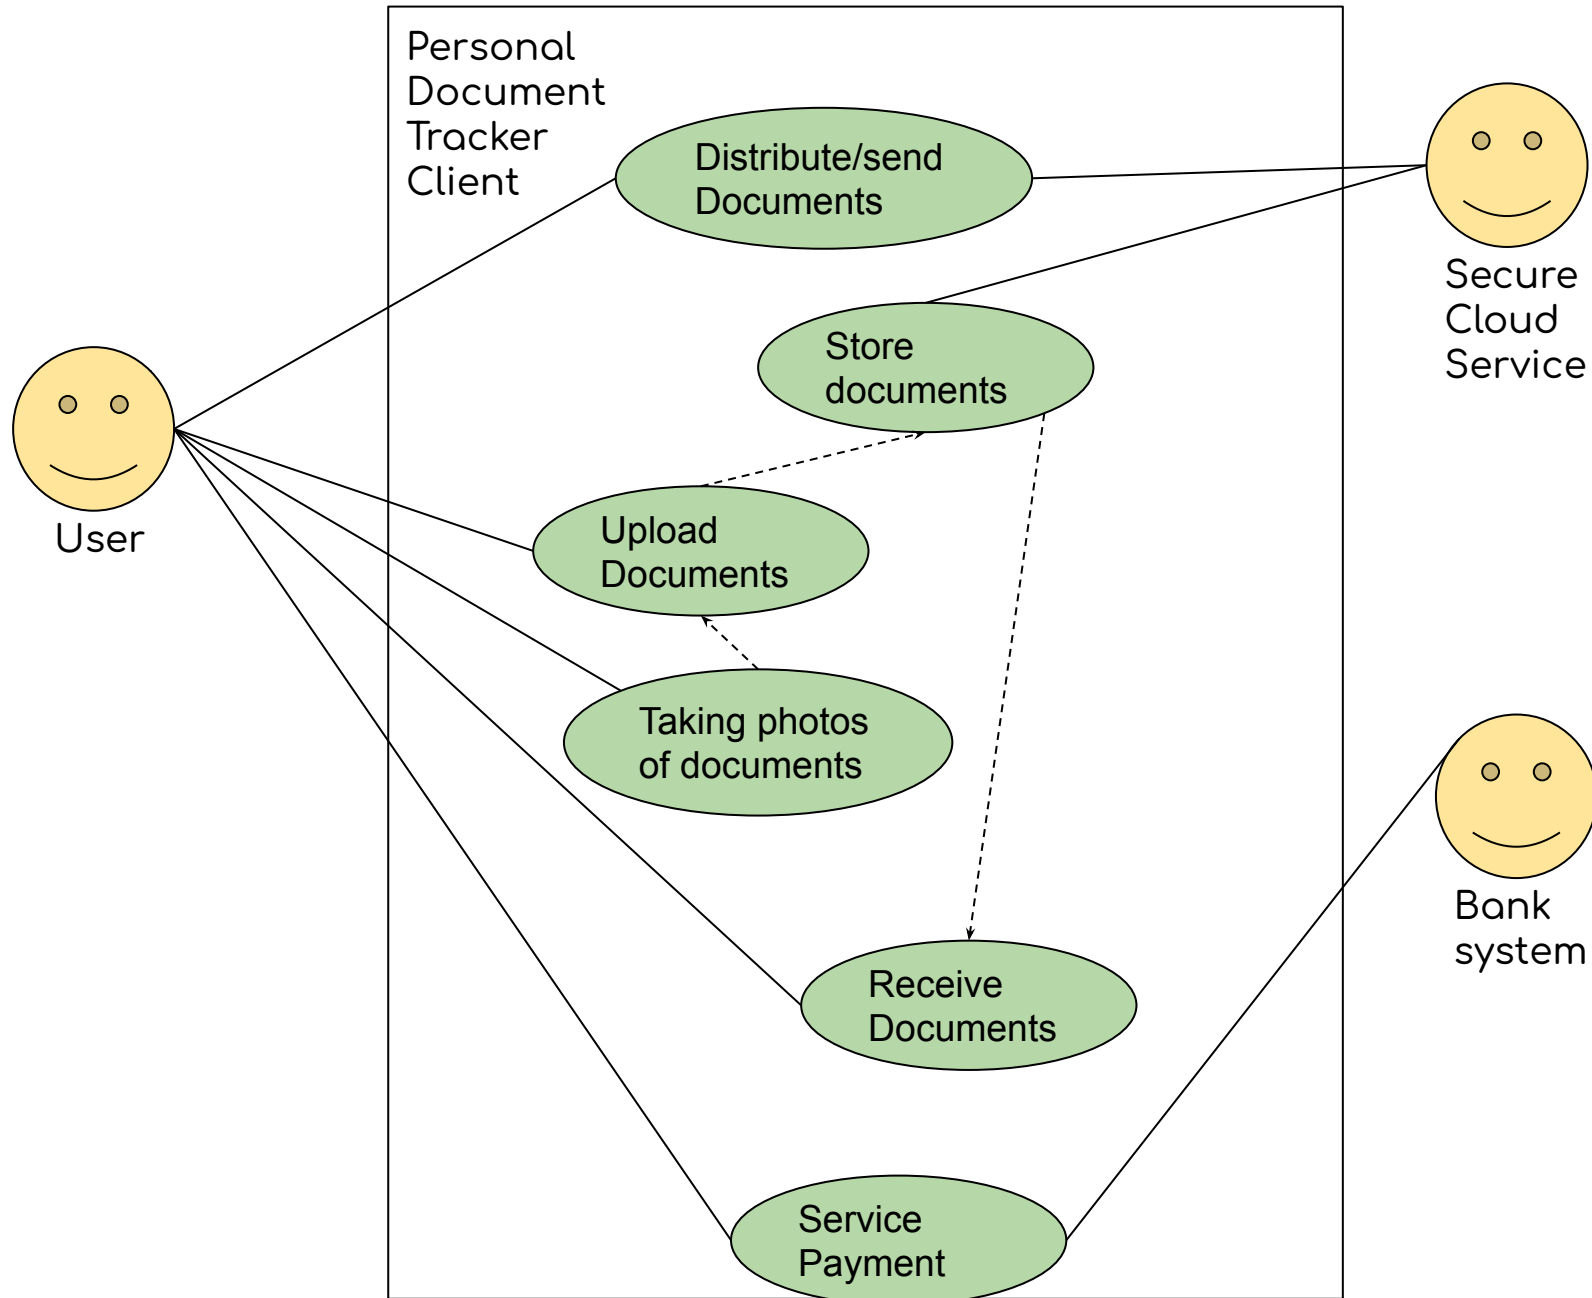 Personal
Document
Tracker
Client
Distribute/send
Documents
Secure
Cloud
Service
Store
documents
User
Upload
Documents
Taking photos
of documents
Bank
system
Receive
Documents
Service
Payment